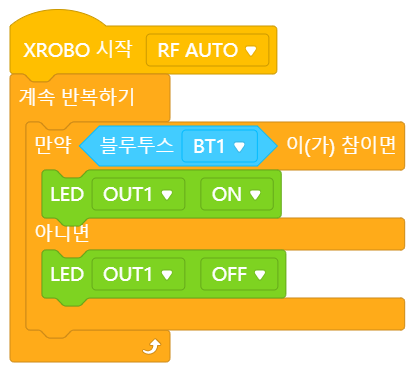 XROBO 시작 RF AUTO
계속 반복하기
만약 블루투스 BT1 이(가) 참이면
LED OUT1 ON
아니면
LED OUT1 OFF